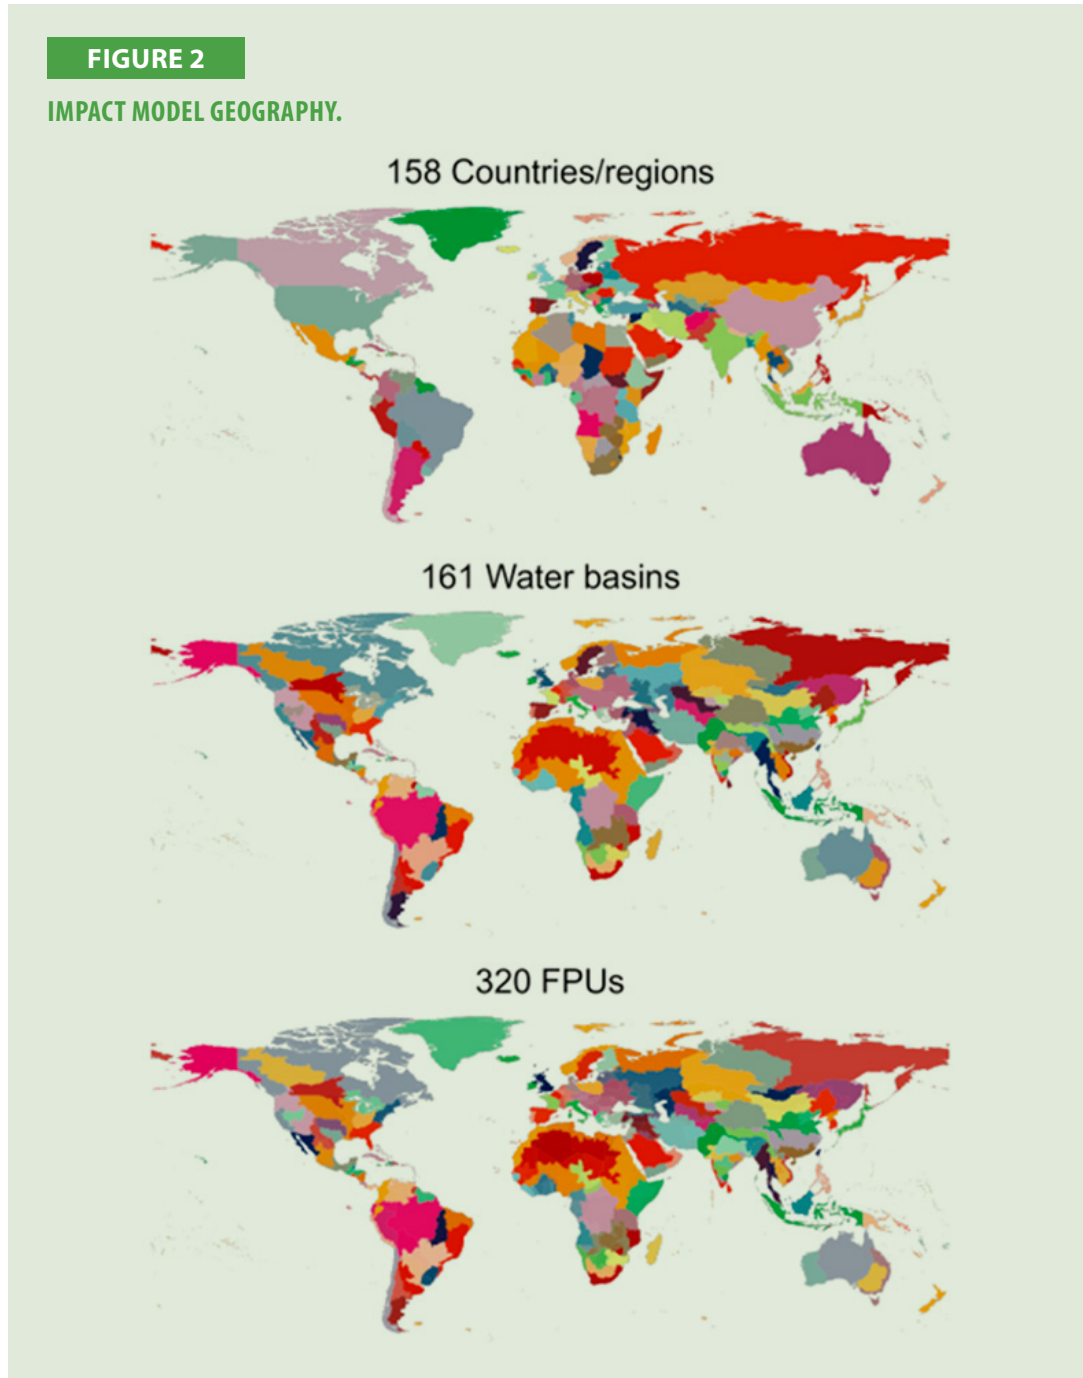 FIGURE 2
IMPACT MODEL GEOGRAPHY.
158 Countries/regions
161 Water basins
320 FPUs